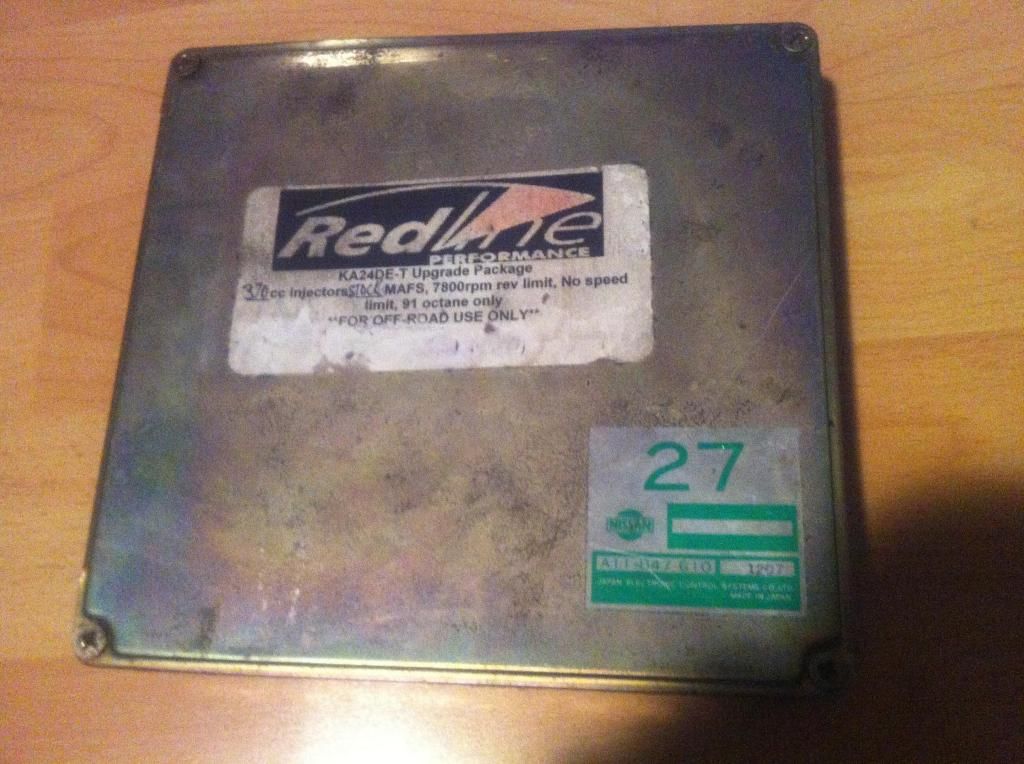 RedLine
PERFORMANCE
KA24DE-T Upgrade Package
370cc injectors STOCK MAFS, 7800rpm rev limit, No speed
limit, 91 octane only
**FOR OFF-ROAD USE ONLY**
27
NISSAN
1297
JAPAN ELECTRONIC CONTROL SYSTEMS CO.,LTD.
MADE IN JAPAN